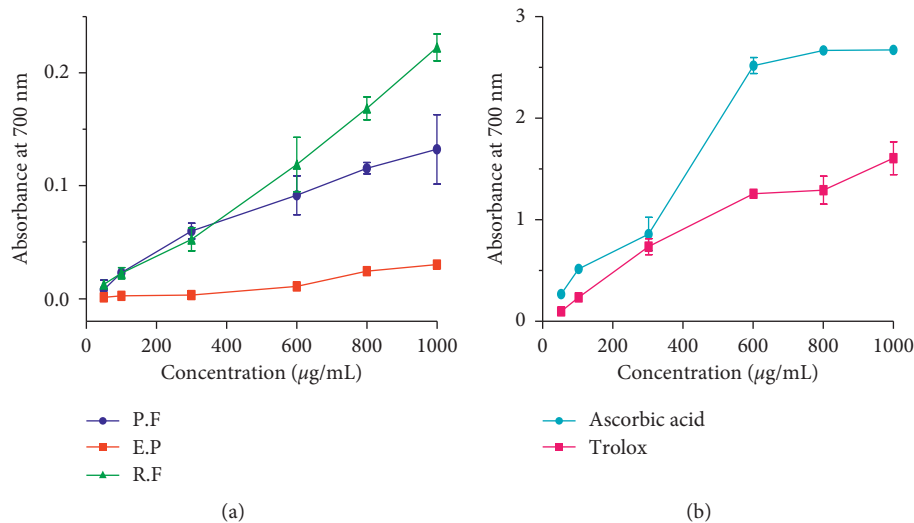 Absorbance at 700 nm
0.2
0.1
0.0
0 200 400 600 800 1000
Concentration (µg/mL)
P.F
E.P
R.F
(a)
Absorbance at 700 nm
3
2
1
0
0 200 400 600 800 1000
Concentration (µg/mL)
Ascorbic acid
Trolox
(b)